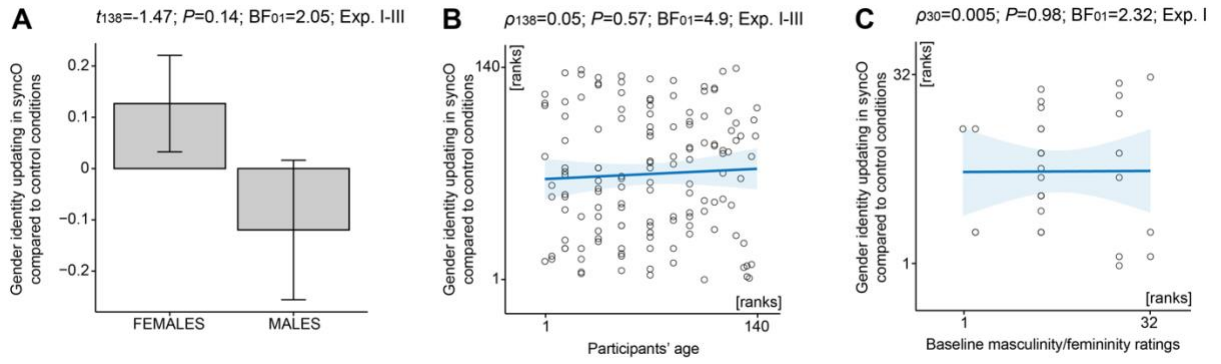 A
t138=-1.47; P=0.14; BF01=2.05; Exp. I-III
Gender identity updating in syncO
compared to control conditions
0.2
0.1
0
−0.1
−0.2
FEMALES
MALES
B
ρ138=0.05; P=0.57; BF01=4.9; Exp. I-III
Gender identity updating in syncO
compared to control conditions
[ranks]
140
1
[ranks]
1
140
Participants' age
C
ρ30=0.005; P=0.98; BF01=2.32; Exp. I
Gender identity updating in syncO
compared to control conditions
[ranks]
32
1
[ranks]
1
32
Baseline masculinity/femininity ratings